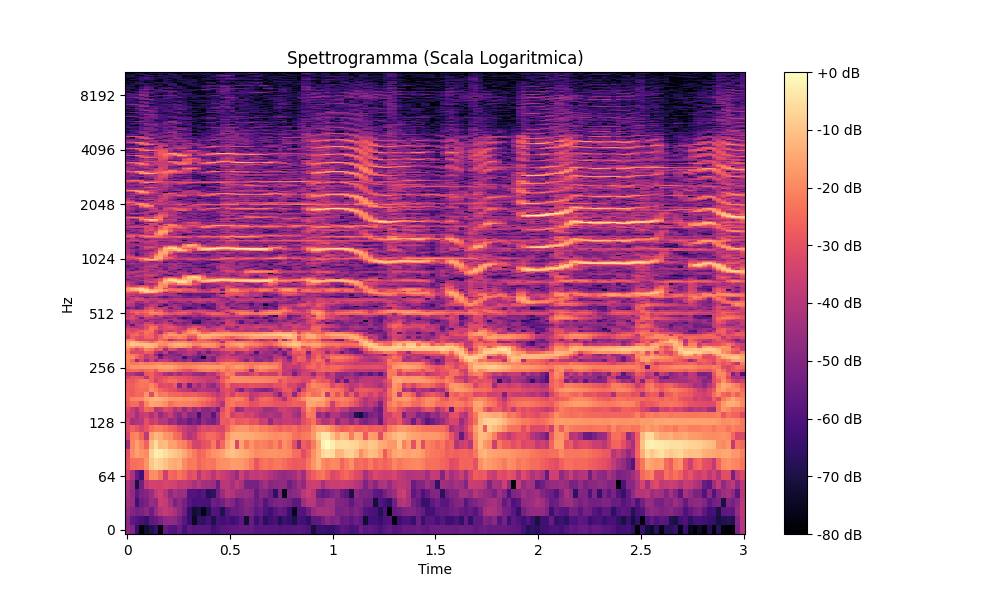 Spettrogramma (Scala Logaritmica)
Hz
8192
4096
2048
1024
512
256
128
64
0
0
0.5
1
1.5
2
2.5
3
Time
+0 dB
-10 dB
-20 dB
-30 dB
-40 dB
-50 dB
-60 dB
-70 dB
-80 dB